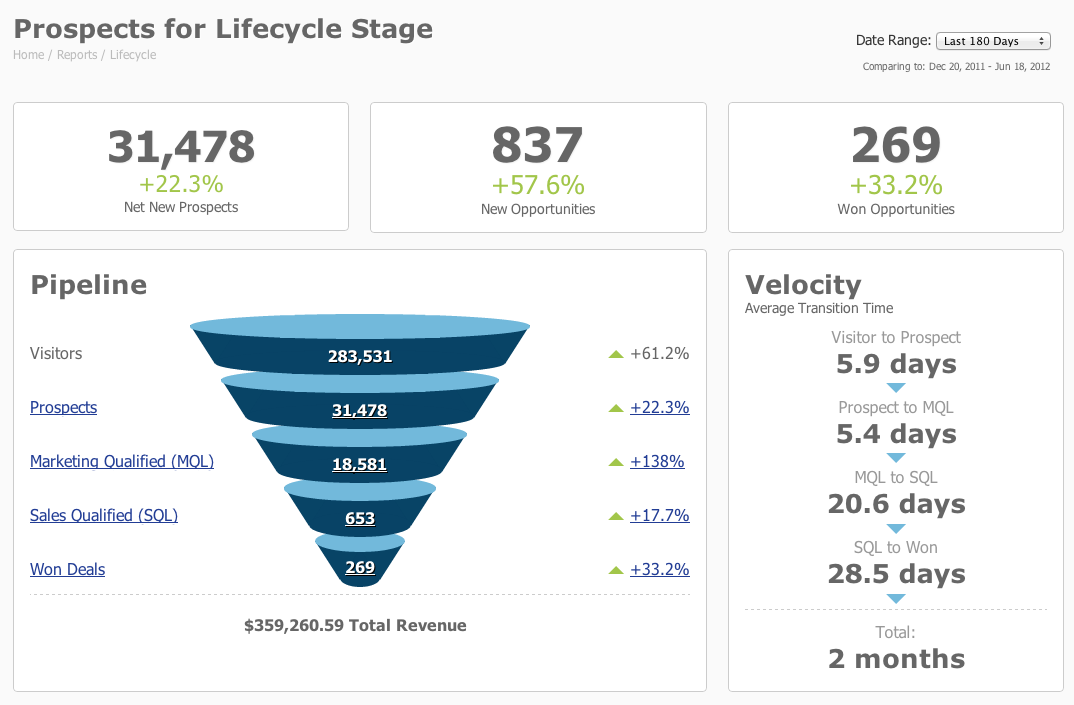 Prospects for Lifecycle Stage
Home / Reports / Lifecycle
Date Range: Last 180 Days
Comparing to: Dec 20, 2011 - Jun 18, 2012
31,478
+22.3%
Net New Prospects
837
+57.6%
New Opportunities
269
+33.2%
Won Opportunities
Pipeline
Visitors 283,531 +61.2%
Prospects 31,478 +22.3%
Marketing Qualified (MQL) 18,581 +138%
Sales Qualified (SQL) 653 +17.7%
Won Deals 269 +33.2%
$359,260.59 Total Revenue
Velocity
Average Transition Time
Visitor to Prospect
5.9 days
Prospect to MQL
5.4 days
MQL to SQL
20.6 days
SQL to Won
28.5 days
Total:
2 months